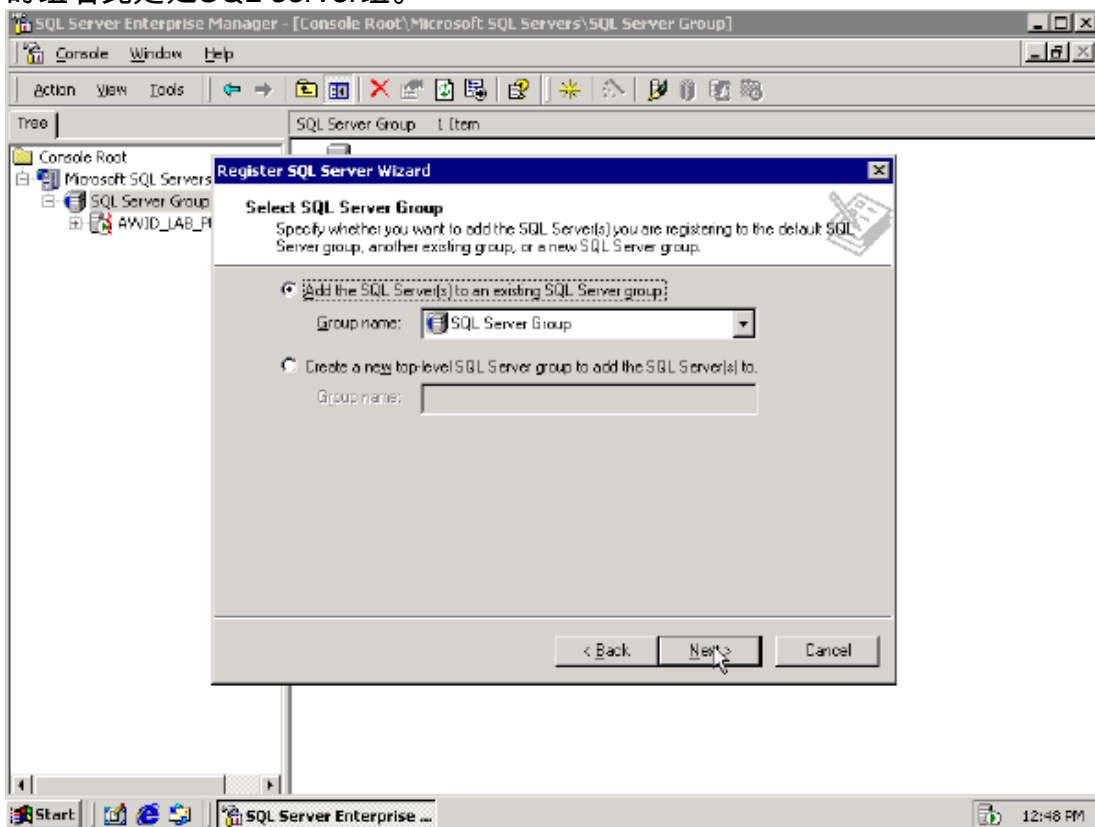 SQL Server Enterprise Manager - [Console Root\Microsoft SQL Servers\SQL Server Group]
Console Window Help
Action View Tools
Tree
SQL Server Group 1 Item
Console Root
Microsoft SQL Servers
SQL Server Group
Register SQL Server Wizard
Select SQL Server Group
Specify whether you want to add the SQL Server(s) you are registering to the default SQL
Server group, another existing group, or a new SQL Server group.
Add the SQL Server(s) to an existing SQL Server group
Group name: SQL Server Group
Create a new top-level SQL Server group to add the SQL Server(s) to.
Group name:
< Back Next > Cancel
Start SQL Server Enterprise ... 12:48 PM